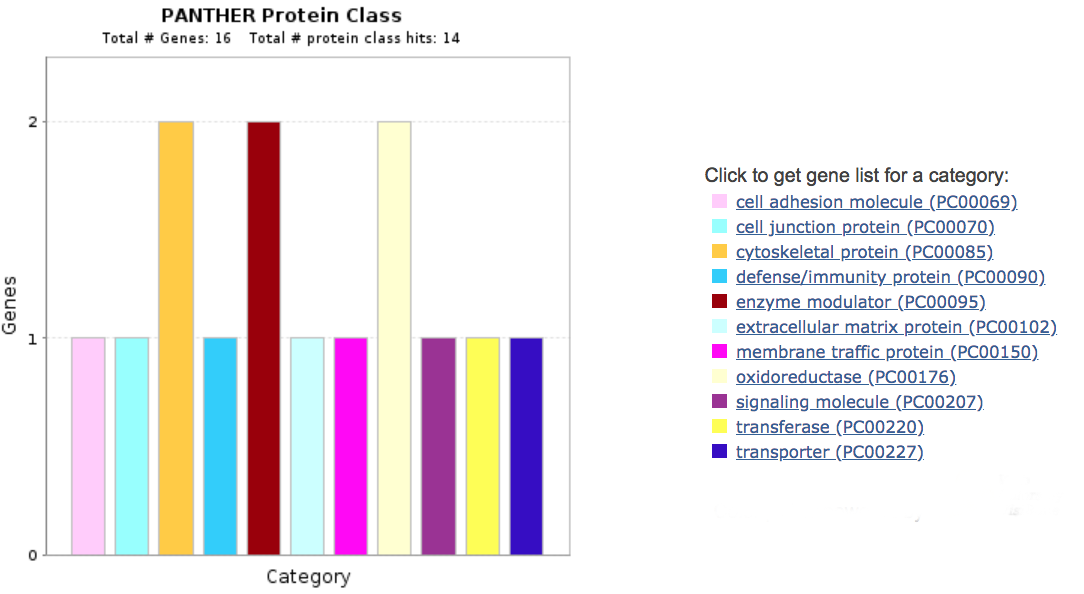 PANTHER Protein Class
Total # Genes: 16 Total # protein class hits: 14
2
1
0
Genes
Category
Click to get gene list for a category:
cell adhesion molecule (PC00069)
cell junction protein (PC00070)
cytoskeletal protein (PC00085)
defense/immunity protein (PC00090)
enzyme modulator (PC00095)
extracellular matrix protein (PC00102)
membrane traffic protein (PC00150)
oxidoreductase (PC00176)
signaling molecule (PC00207)
transferase (PC00220)
transporter (PC00227)